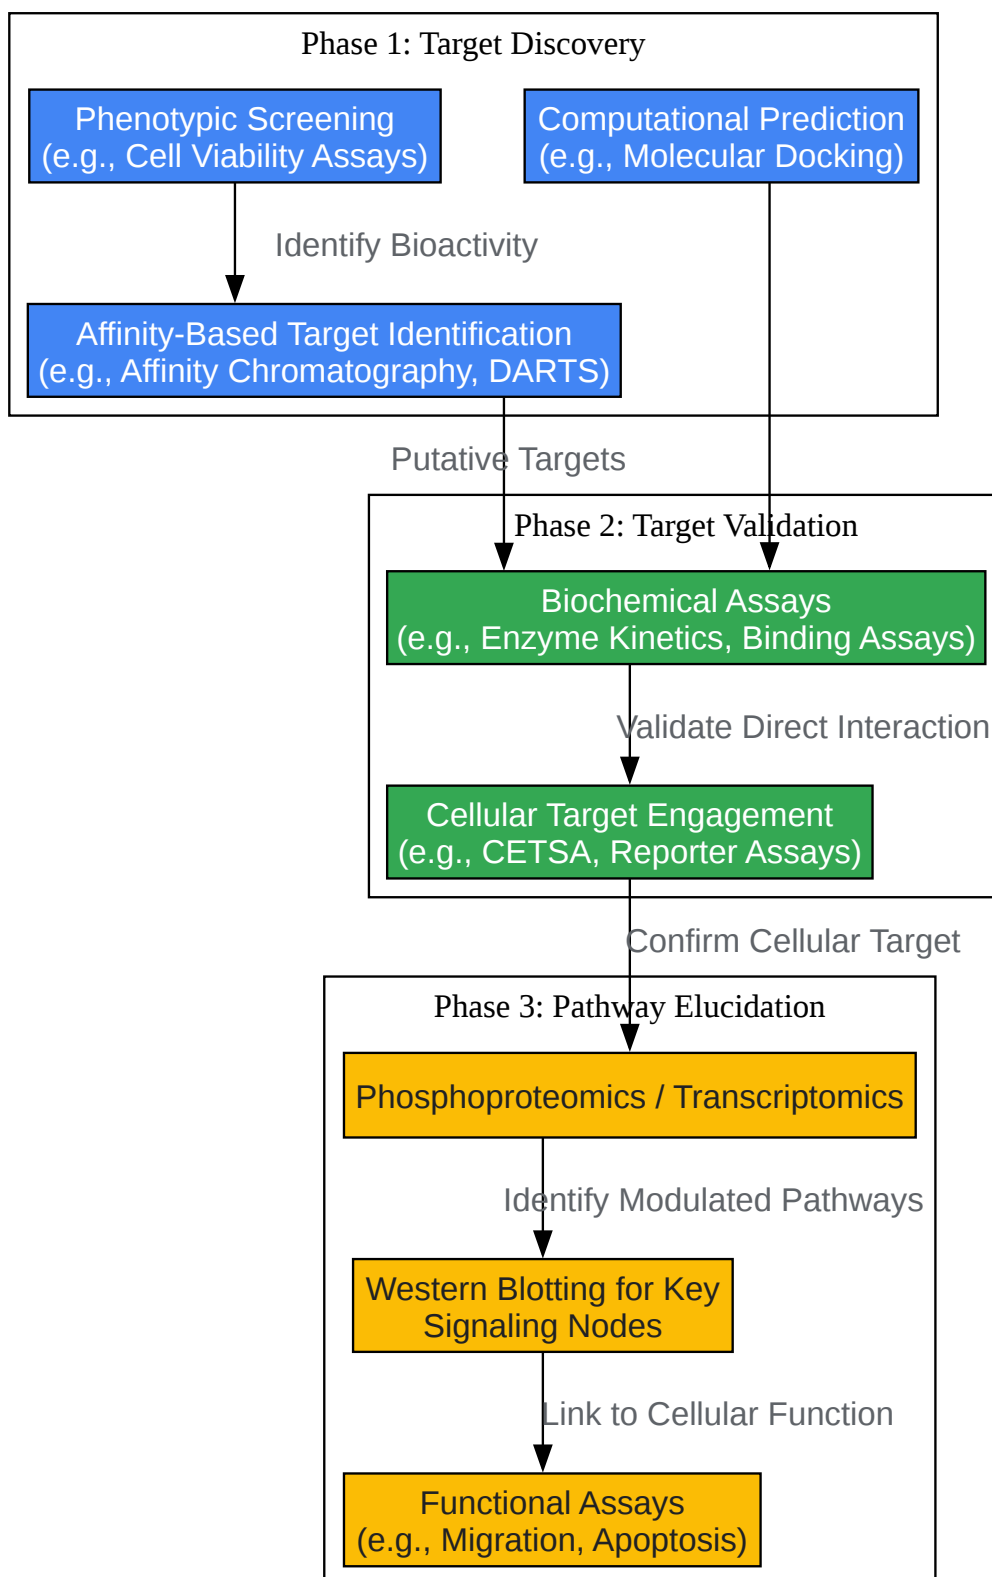 Phase 1: Target Discovery
Phenotypic Screening
(e.g., Cell Viability Assays)
Computational Prediction
(e.g., Molecular Docking)
Identify Bioactivity
Affinity-Based Target Identification
(e.g., Affinity Chromatography, DARTS)
Putative Targets
Phase 2: Target Validation
Biochemical Assays
(e.g., Enzyme Kinetics, Binding Assays)
Validate Direct Interaction
Cellular Target Engagement
(e.g., CETSA, Reporter Assays)
Confirm Cellular Target
Phase 3: Pathway Elucidation
Phosphoproteomics / Transcriptomics
Identify Modulated Pathways
Western Blotting for Key
Signaling Nodes
Link to Cellular Function
Functional Assays
(e.g., Migration, Apoptosis)